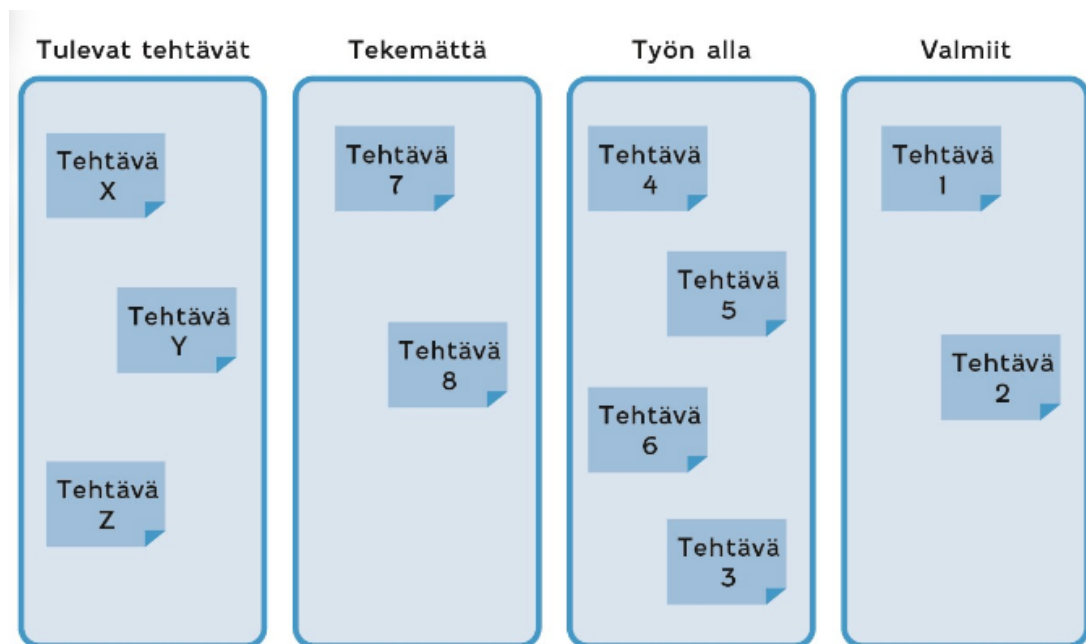 Tulevat tehtävät
Tehtävä
X
Tehtävä
Y
Tehtävä
Z
Tekemättä
Tehtävä
7
Tehtävä
8
Työn alla
Tehtävä
4
Tehtävä
5
Tehtävä
6
Tehtävä
3
Valmiit
Tehtävä
1
Tehtävä
2